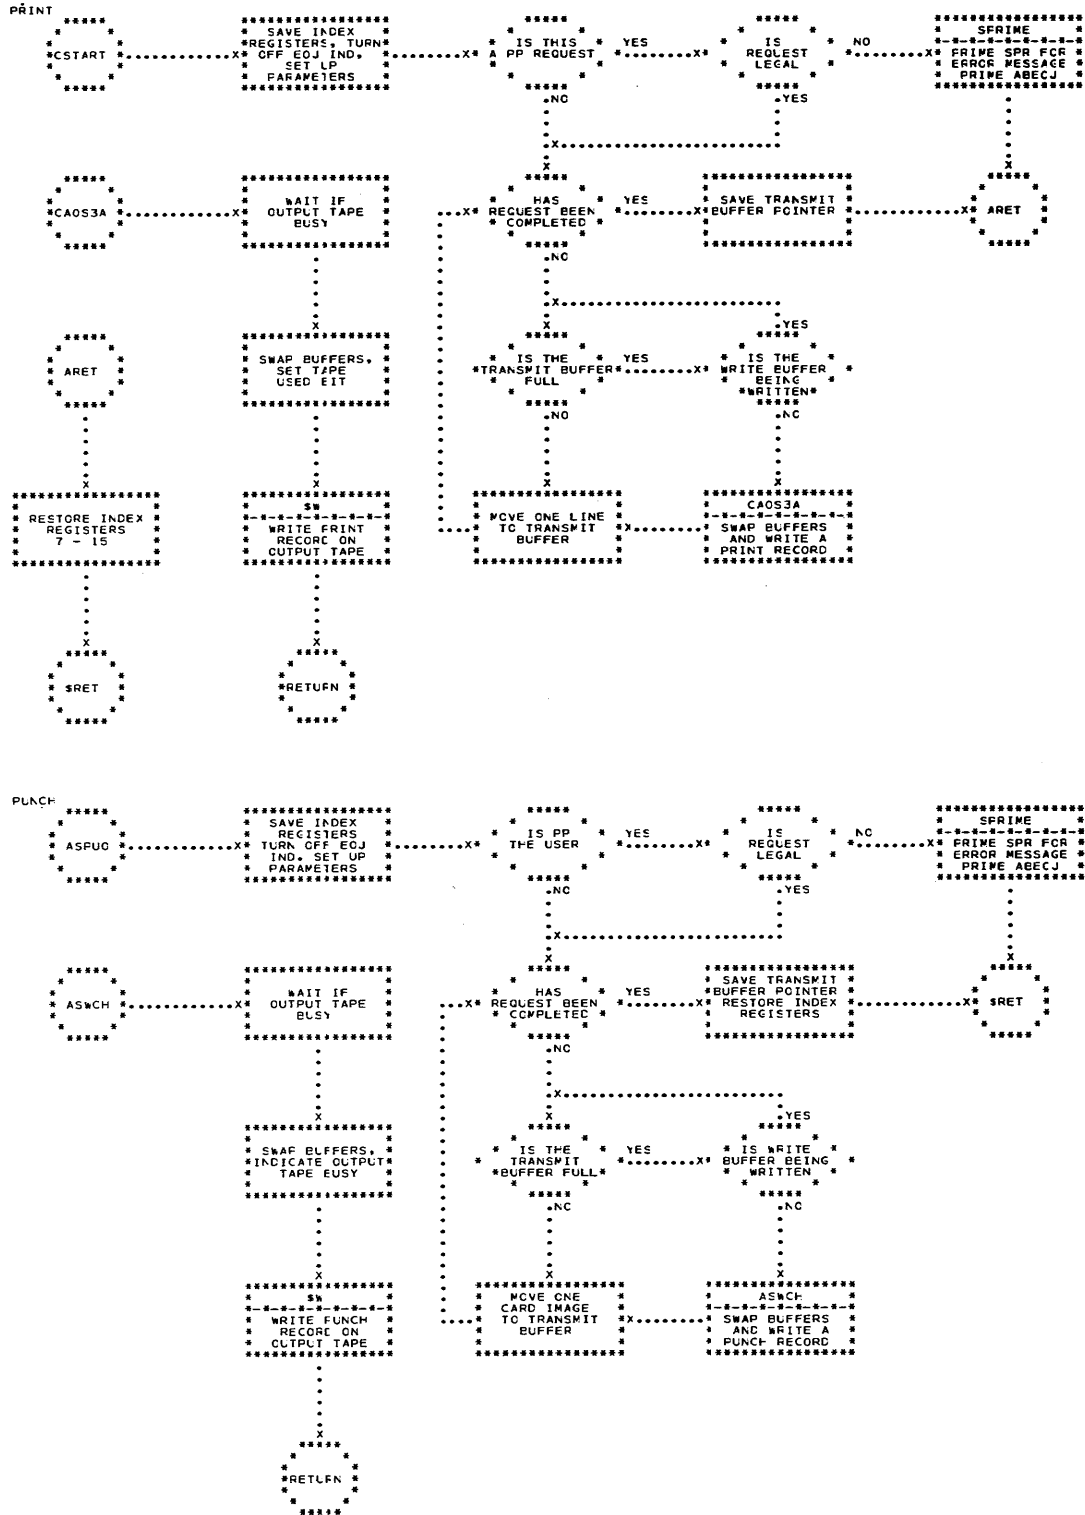 PRINT
CSTART
SAVE INDEX
REGISTERS, TURN
OFF EOJ IND,
SET UP
PARAMETERS
IS THIS
A PP REQUEST
YES
IS
REQUEST
LEGAL
NO
SPRIME
PRIME SPR FOR
ERROR MESSAGE
PRIME ABEOJ
NO
YES
CAOS3A
WAIT IF
OUTPUT TAPE
BUSY
HAS
REQUEST BEEN
COMPLETED
YES
SAVE TRANSMIT
BUFFER POINTER
ARET
NO
YES
ARET
SWAP BUFFERS,
SET TAPE
USED BIT
IS THE
TRANSMIT BUFFER
FULL
YES
IS THE
WRITE BUFFER
BEING
WRITTEN
NO
NO
RESTORE INDEX
REGISTERS
7 - 15
$W
WRITE PRINT
RECORD ON
OUTPUT TAPE
MOVE ONE LINE
TO TRANSMIT
BUFFER
CAOS3A
SWAP BUFFERS
AND WRITE A
PRINT RECORD
$RET
RETURN
PUNCH
ASPUO
SAVE INDEX
REGISTERS
TURN OFF EOJ
IND. SET UP
PARAMETERS
IS PP
THE USER
YES
IS
REQUEST
LEGAL
NO
SPRIME
PRIME SPR FOR
ERROR MESSAGE
PRIME ABEOJ
NO
YES
ASWCH
WAIT IF
OUTPUT TAPE
BUSY
HAS
REQUEST BEEN
COMPLETED
YES
SAVE TRANSMIT
BUFFER POINTER
RESTORE INDEX
REGISTERS
$RET
NO
YES
SWAP BUFFERS,
INDICATE OUTPUT
TAPE BUSY
IS THE
TRANSMIT
BUFFER FULL
YES
IS WRITE
BUFFER BEING
WRITTEN
NO
NO
$W
WRITE PUNCH
RECORD ON
OUTPUT TAPE
MOVE ONE
CARD IMAGE
TO TRANSMIT
BUFFER
ASWCH
SWAP BUFFERS
AND WRITE A
PUNCH RECORD
RETURN